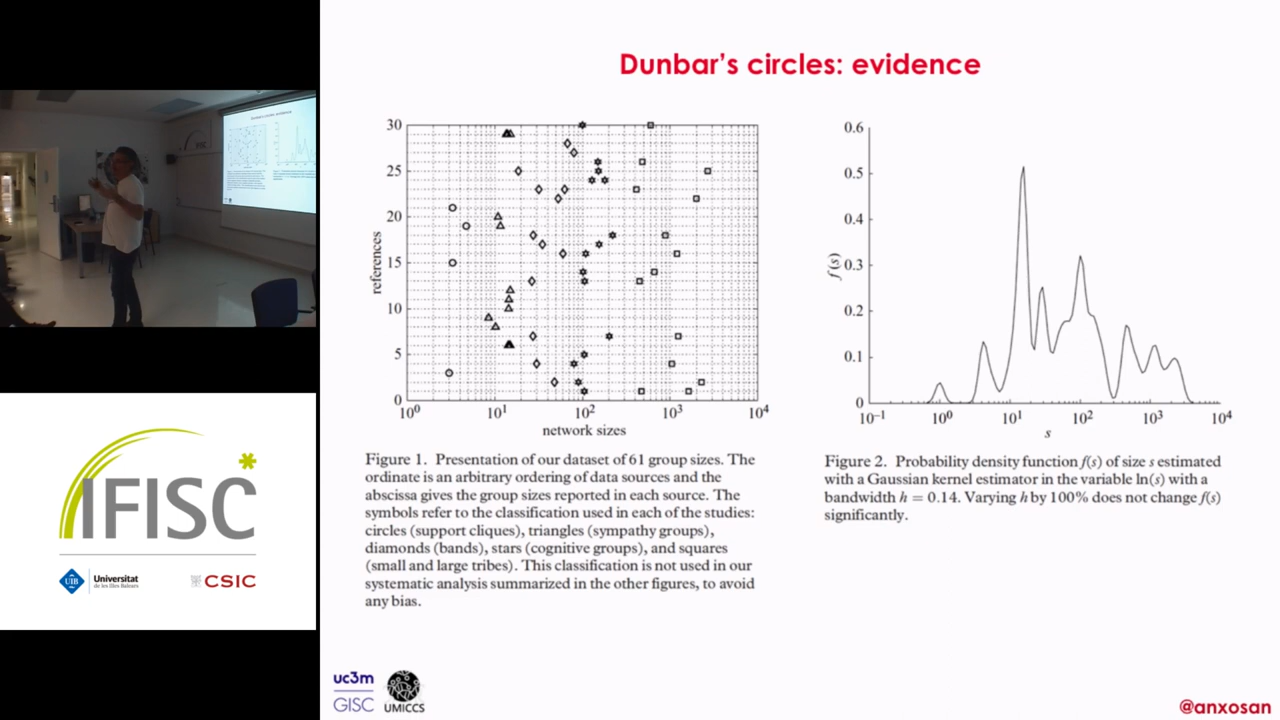 Dunbar's circles: evidence
30
25
20
15
10
5
0
references
10⁰ 10¹ 10² 10³ 10⁴
network sizes
0.6
0.5
0.4
0.3
0.2
0.1
0
f(s)
10⁻¹ 10⁰ 10¹ 10² 10³ 10⁴
s
Figure 1. Presentation of our dataset of 61 group sizes. The
ordinate is an arbitrary ordering of data sources and the
abscissa gives the group sizes reported in each source. The
symbols refer to the classification used in each of the studies:
circles (support cliques), triangles (sympathy groups),
diamonds (bands), stars (cognitive groups), and squares
(small and large tribes). This classification is not used in our
systematic analysis summarized in the other figures, to avoid
any bias.
Figure 2. Probability density function f(s) of size s estimated
with a Gaussian kernel estimator in the variable ln(s) with a
bandwidth h = 0.14. Varying h by 100% does not change f(s)
significantly.
IFISC
UIB
Universitat
de les Illes Balears
CSIC
uc3m
GISC
UMICCS
@anxosan